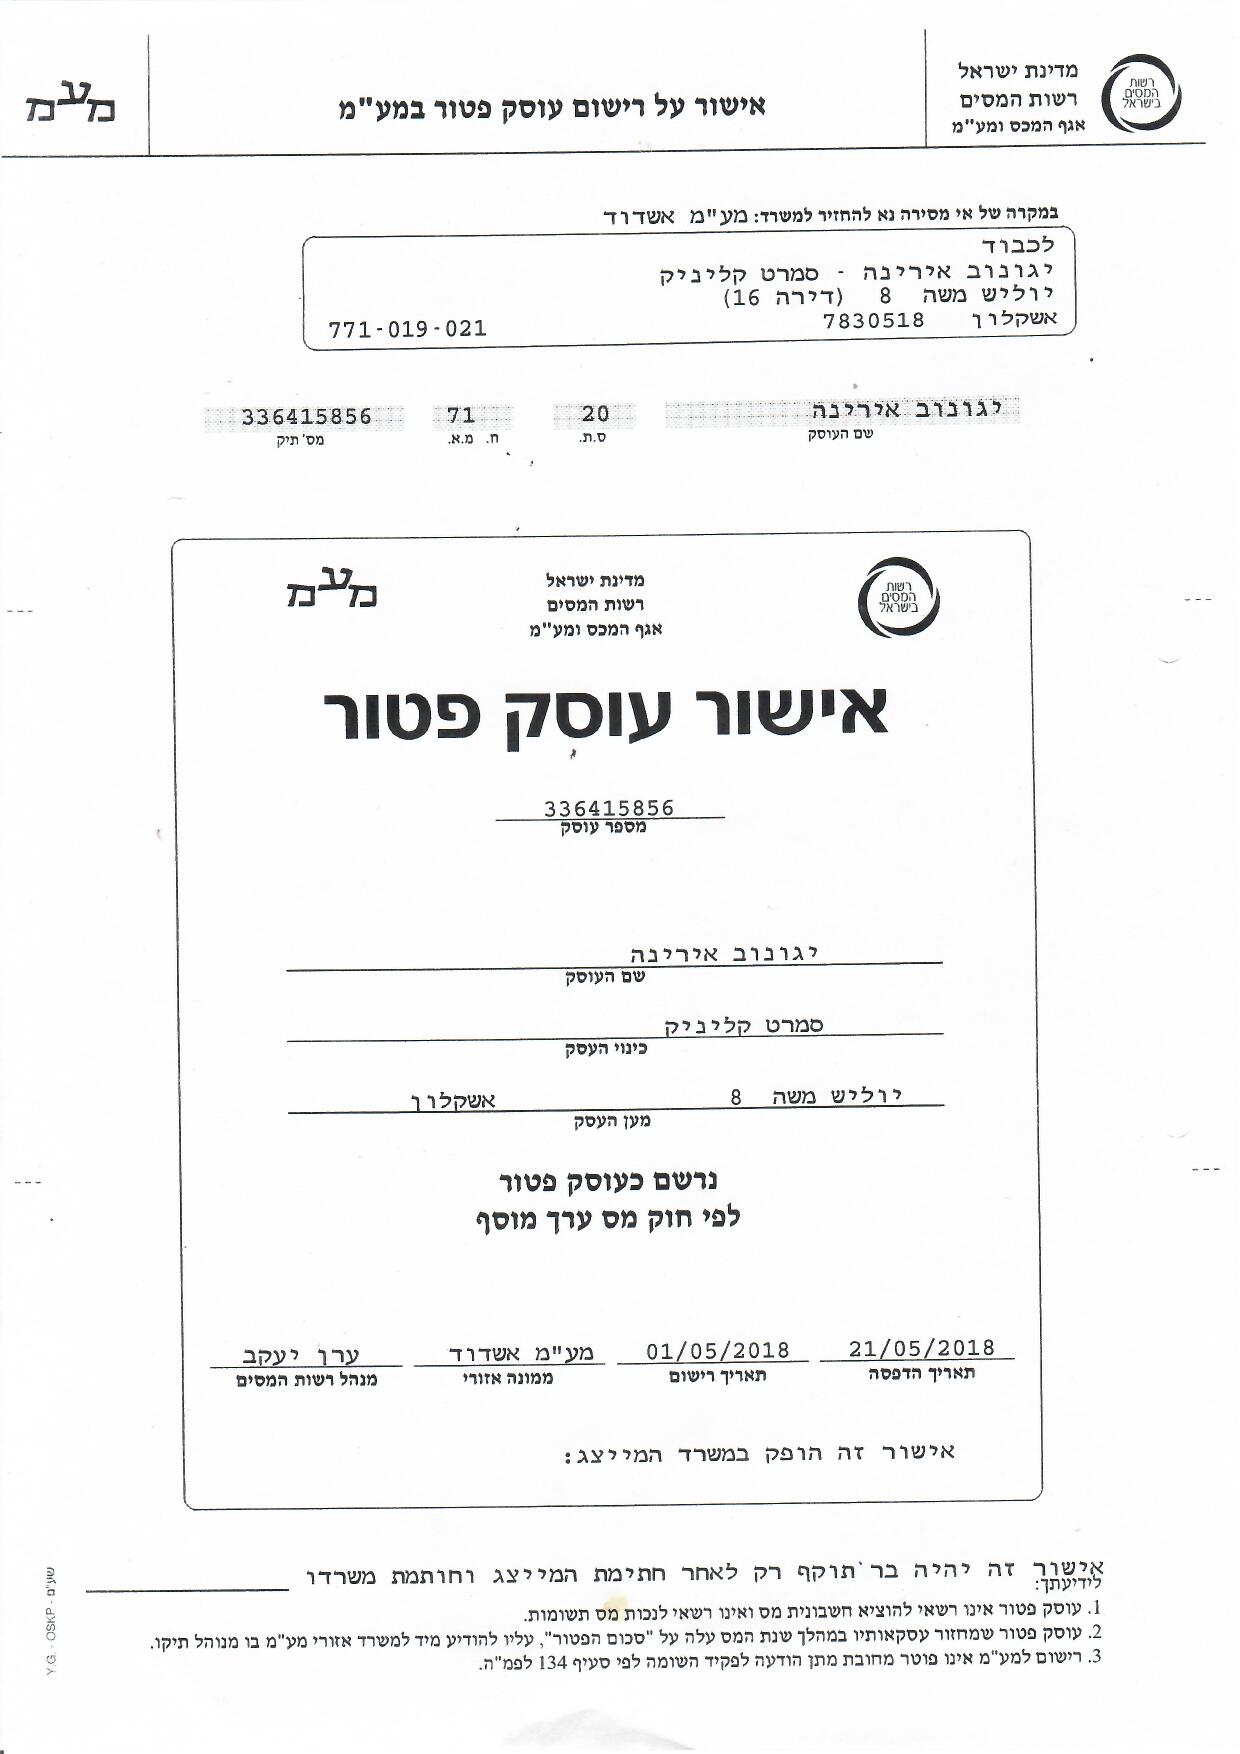 רשות
המסים
בישראל
מדינת ישראל
רשות המסים
אגף המכס ומע"מ
אישור על רישום עוסק פטור במע"מ
מעמ
במקרה של אי מסירה נא להחזיר למשרד: מע"מ אשדוד
לכבוד
יגונוב אירינה - סמרט קליניק
יוליש משה 8 (דירה 16)
אשקלון 7830518
771-019-021
יגונוב אירינה 20 71 336415856
שם העוסק ס.ת. ח. מ.א. מס' תיק
רשות
המסים
בישראל
מדינת ישראל
רשות המסים
אגף המכס ומע"מ
מעמ
אישור עוסק פטור
336415856
מספר עוסק
יגונוב אירינה
שם העוסק
סמרט קליניק
כינוי העסק
יוליש משה 8 אשקלון
מען העסק
נרשם כעוסק פטור
לפי חוק מס ערך מוסף
21/05/2018 01/05/2018 מע"מ אשדוד ערן יעקב
תאריך הדפסה תאריך רישום ממונה אזורי מנהל רשות המסים
אישור זה הופק במשרד המייצג:
אישור זה יהיה בר תוקף רק לאחר חתימת המייצג וחותמת משרדו
לידיעתך:
1. עוסק פטור אינו רשאי להוציא חשבונית מס ואינו רשאי לנכות מס תשומות.
2. עוסק פטור שמחזור עסקאותיו במהלך שנת המס עלה על "סכום הפטור", עליו להודיע מיד למשרד אזורי מע"מ בו מנוהל תיקו.
3. רישום למע"מ אינו פוטר מחובת מתן הודעה לפקיד השומה לפי סעיף 134 לפמ"ה.
Y.G. - OSKP - שע"ם